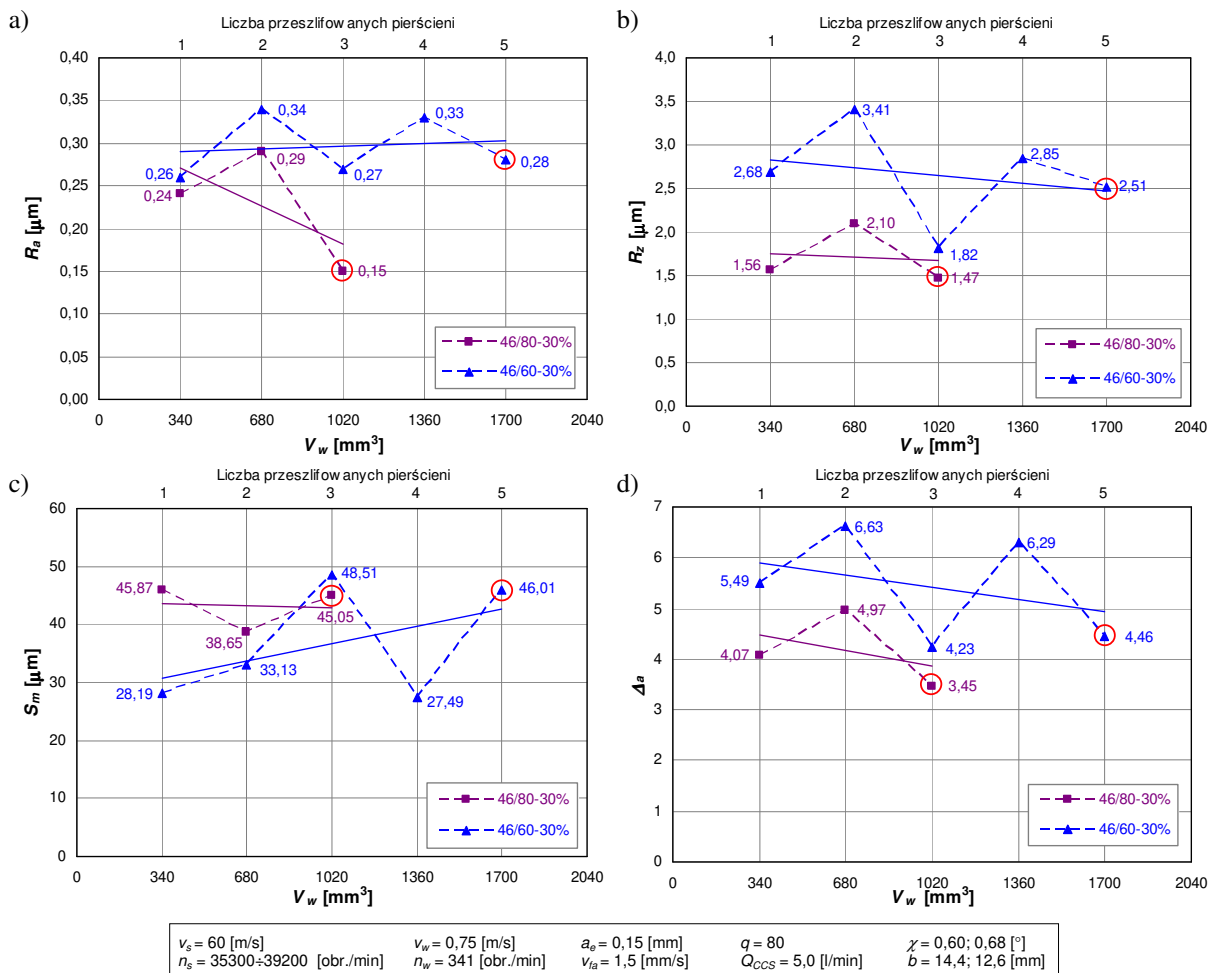 a)
Liczba przeszlifow anych pierścieni
1 2 3 4 5
0,40
0,35
0,30
0,25
0,20
0,15
0,10
0,05
0,00
R_a [µm]
0,26
0,34
0,27
0,33
0,28
0,24
0,29
0,15
46/80-30%
46/60-30%
0 340 680 1020 1360 1700 2040
V_w [mm³]
b)
Liczba przeszlifow anych pierścieni
1 2 3 4 5
4,0
3,5
3,0
2,5
2,0
1,5
1,0
0,5
0,0
R_z [µm]
2,68
3,41
1,82
2,85
2,51
1,56
2,10
1,47
46/80-30%
46/60-30%
0 340 680 1020 1360 1700 2040
V_w [mm³]
c)
Liczba przeszlifow anych pierścieni
1 2 3 4 5
60
50
40
30
20
10
0
S_m [µm]
45,87
38,65
45,05
28,19
33,13
48,51
27,49
46,01
46/80-30%
46/60-30%
0 340 680 1020 1360 1700 2040
V_w [mm³]
d)
Liczba przeszlifow anych pierścieni
1 2 3 4 5
7
6
5
4
3
2
1
0
Δ_a
5,49
6,63
4,23
6,29
4,46
4,07
4,97
3,45
46/80-30%
46/60-30%
0 340 680 1020 1360 1700 2040
V_w [mm³]
v_s = 60 [m/s] v_w = 0,75 [m/s] a_e = 0,15 [mm] q = 80 χ = 0,60; 0,68 [°]
n_s = 35300÷39200 [obr./min] n_w = 341 [obr./min] v_fa = 1,5 [mm/s] Q_CCS = 5,0 [l/min] b = 14,4; 12,6 [mm]